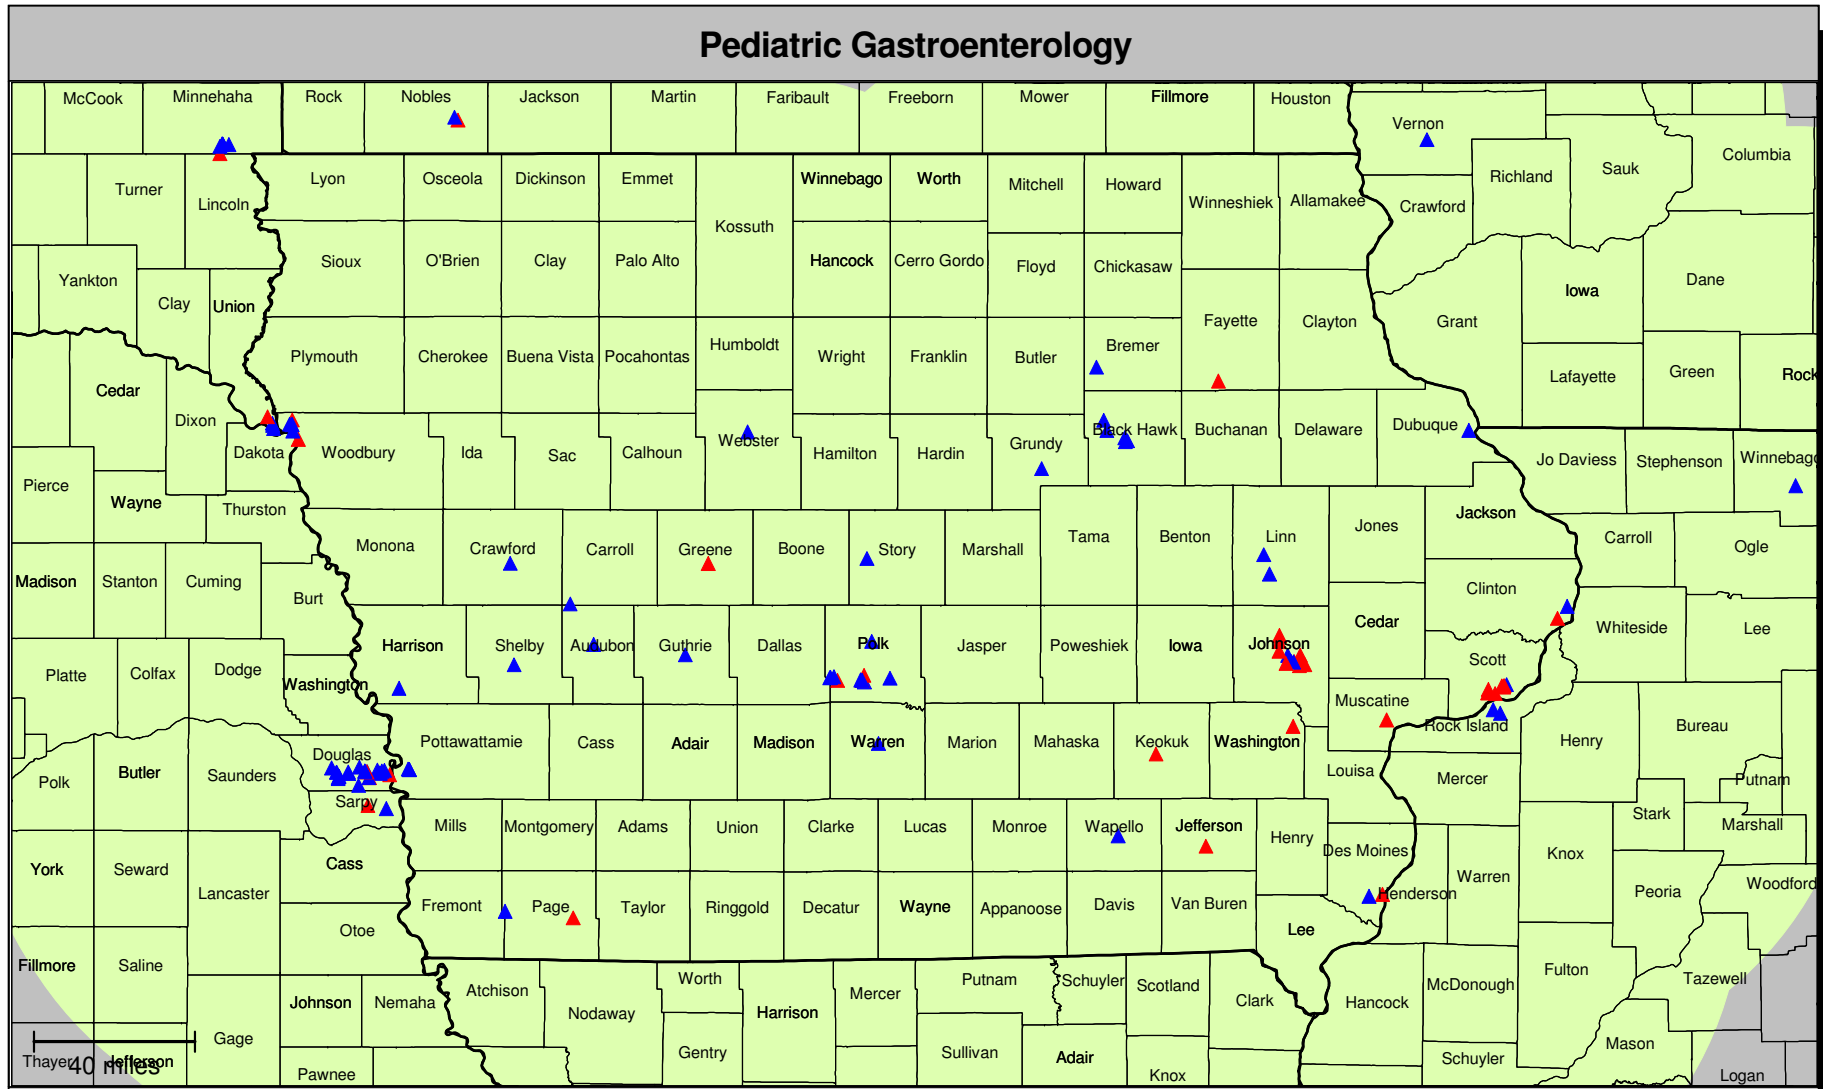 Pediatric Gastroenterology
McCook Minnehaha Rock Nobles Jackson Martin Faribault Freeborn Mower Fillmore Houston
Vernon
Columbia
Sauk
Richland
Turner Lyon Osceola Dickinson Emmet Winnebago Worth Mitchell Howard
Lincoln Winneshiek Allamakee Crawford
Kossuth
Yankton Sioux O'Brien Clay Palo Alto Hancock Cerro Gordo Floyd Chickasaw Dane
Clay Union Iowa
Fayette Clayton Grant
Plymouth Cherokee Buena Vista Pocahontas Humboldt Wright Franklin Butler Bremer
Cedar Lafayette Green Rock
Dixon Dubuque
Dakota Woodbury Ida Sac Calhoun Webster Hamilton Hardin Grundy Black Hawk Buchanan Delaware
Jo Daviess Stephenson Winnebago
Pierce
Wayne Thurston Jackson
Monona Crawford Carroll Greene Boone Story Marshall Tama Benton Linn Jones Carroll Ogle
Madison Stanton Cuming
Burt Clinton
Cedar Whiteside Lee
Harrison Shelby Audubon Guthrie Dallas Polk Jasper Poweshiek Iowa Johnson
Platte Colfax Dodge Scott
Washington Muscatine
Rock Island Bureau
Pottawattamie Cass Adair Madison Warren Marion Mahaska Keokuk Washington Henry
Douglas
Polk Butler Saunders Louisa Mercer Putnam
Sarpy
Mills Montgomery Adams Union Clarke Lucas Monroe Wapello Jefferson Henry Stark Marshall
Des Moines Knox
York Seward Cass
Lancaster Warren Peoria Woodford
Fremont Page Taylor Ringgold Decatur Wayne Appanoose Davis Van Buren Henderson
Otoe Lee
Fillmore Saline Fulton
Atchison Worth Putnam Schuyler Scotland McDonough Tazewell
Johnson Nemaha Nodaway Harrison Mercer Clark Hancock
Gage Gentry Sullivan Adair Mason
Thayer Jefferson Schuyler
40 miles
Pawnee Knox Logan